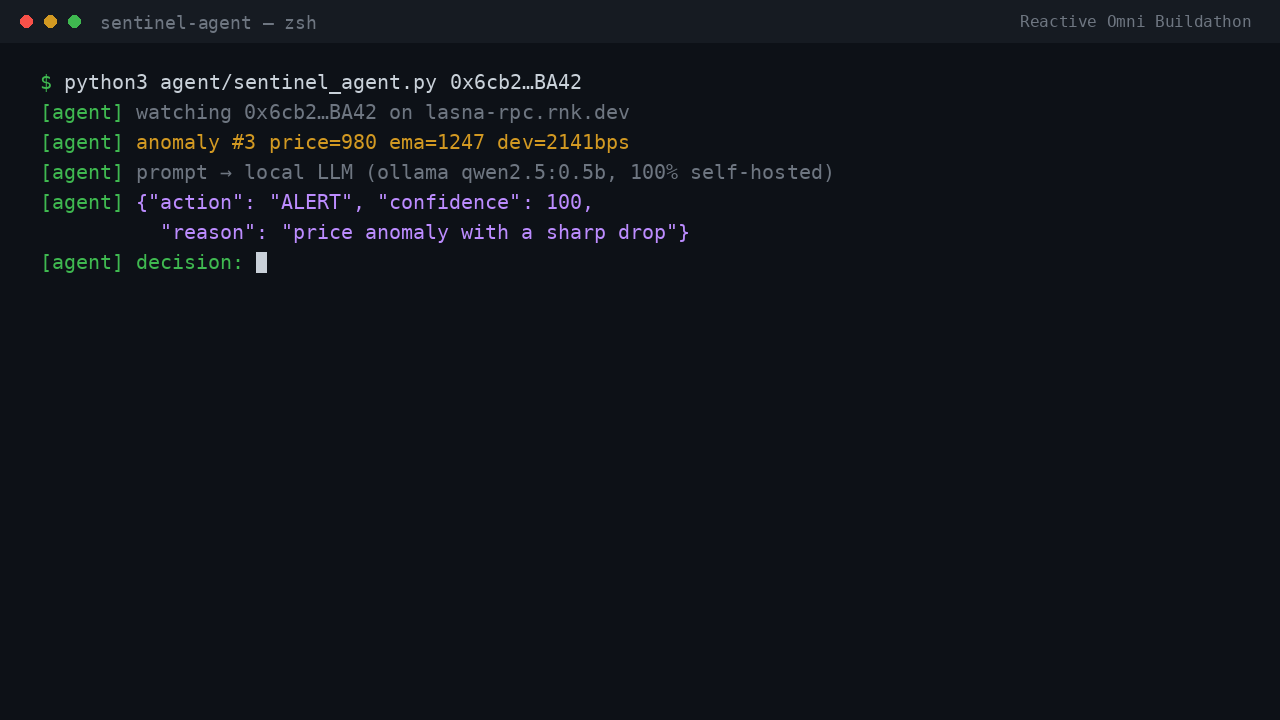 sentinel-agent — zsh
Reactive Omni Buildathon
$ python3 agent/sentinel_agent.py 0x6cb2…BA42
[agent] watching 0x6cb2…BA42 on lasna-rpc.rnk.dev
[agent] anomaly #3 price=980 ema=1247 dev=2141bps
[agent] prompt → local LLM (ollama qwen2.5:0.5b, 100% self-hosted)
[agent] {"action": "ALERT", "confidence": 100,
"reason": "price anomaly with a sharp drop"}
[agent] decision: